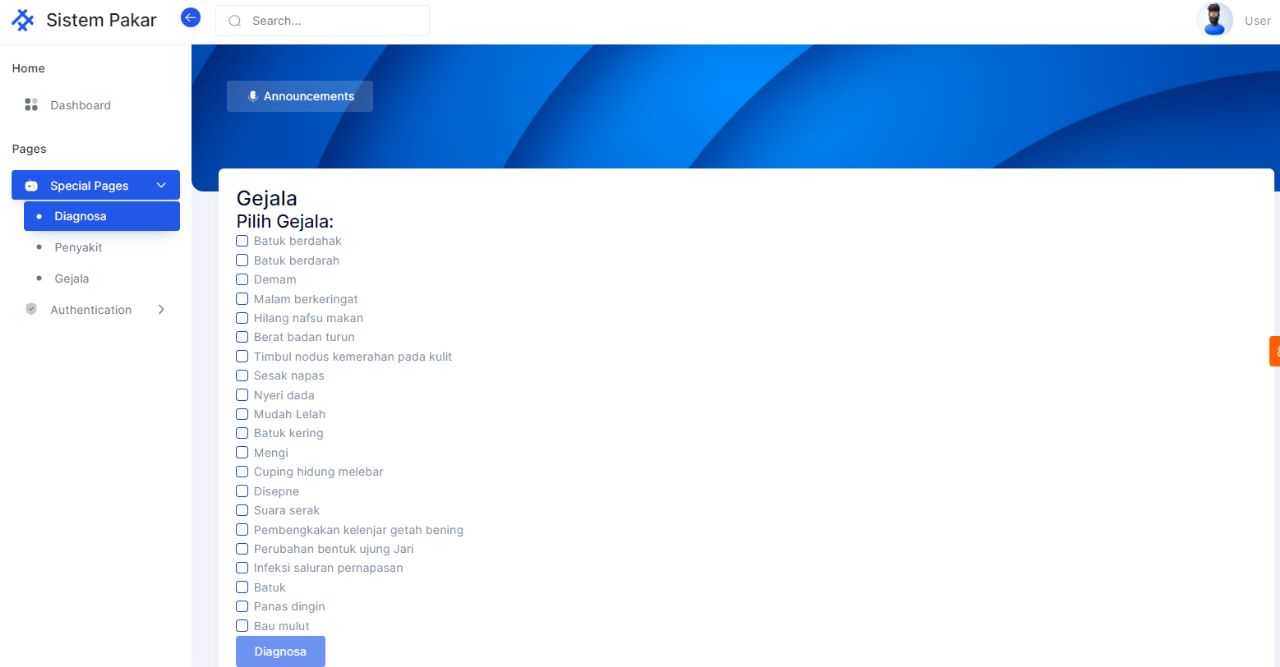 Sistem Pakar
Search...
User
Home
Dashboard
Pages
Special Pages
Diagnosa
Penyakit
Gejala
Authentication
Announcements
Gejala
Pilih Gejala:
Batuk berdahak
Batuk berdarah
Demam
Malam berkeringat
Hilang nafsu makan
Berat badan turun
Timbul nodus kemerahan pada kulit
Sesak napas
Nyeri dada
Mudah Lelah
Batuk kering
Mengi
Cuping hidung melebar
Disepne
Suara serak
Pembengkakan kelenjar getah bening
Perubahan bentuk ujung Jari
Infeksi saluran pernapasan
Batuk
Panas dingin
Bau mulut
Diagnosa